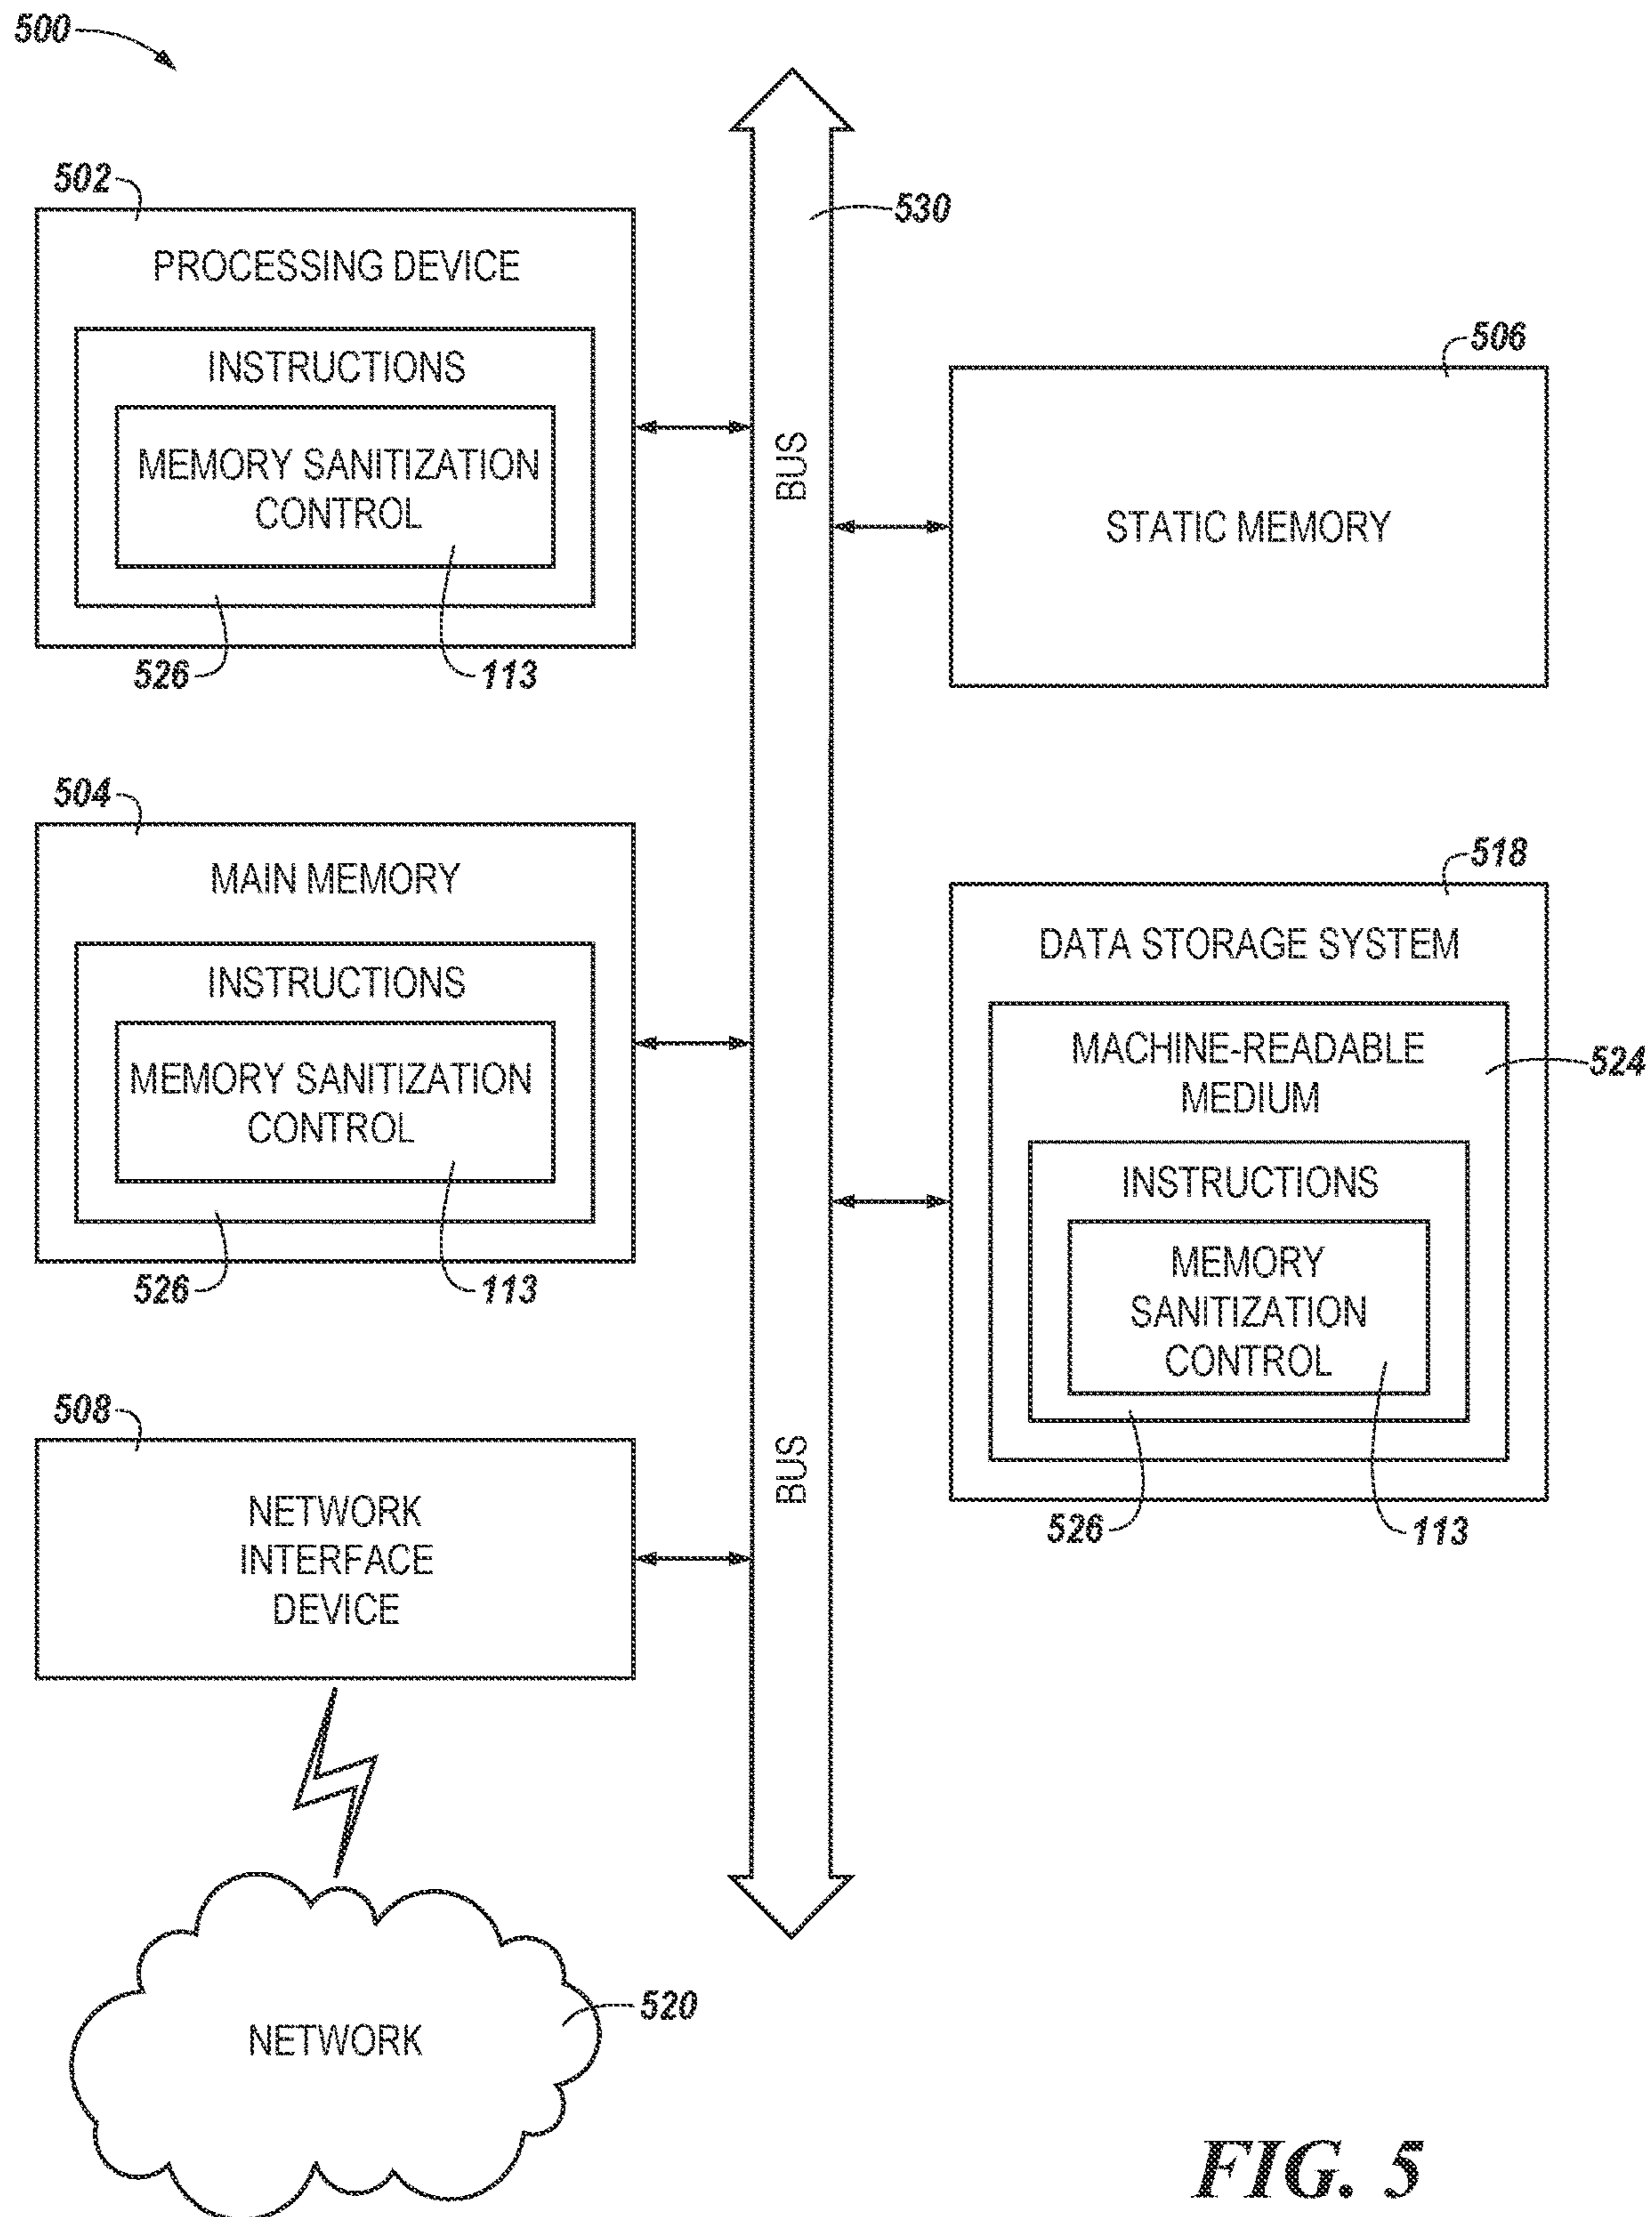 500
502
PROCESSING DEVICE
INSTRUCTIONS
MEMORY SANITIZATION
CONTROL
526
113
504
MAIN MEMORY
INSTRUCTIONS
MEMORY SANITIZATION
CONTROL
526
113
508
NETWORK
INTERFACE
DEVICE
NETWORK
520
530
BUS
BUS
506
STATIC MEMORY
518
DATA STORAGE SYSTEM
MACHINE-READABLE
MEDIUM
524
INSTRUCTIONS
MEMORY
SANITIZATION
CONTROL
526
113
FIG. 5